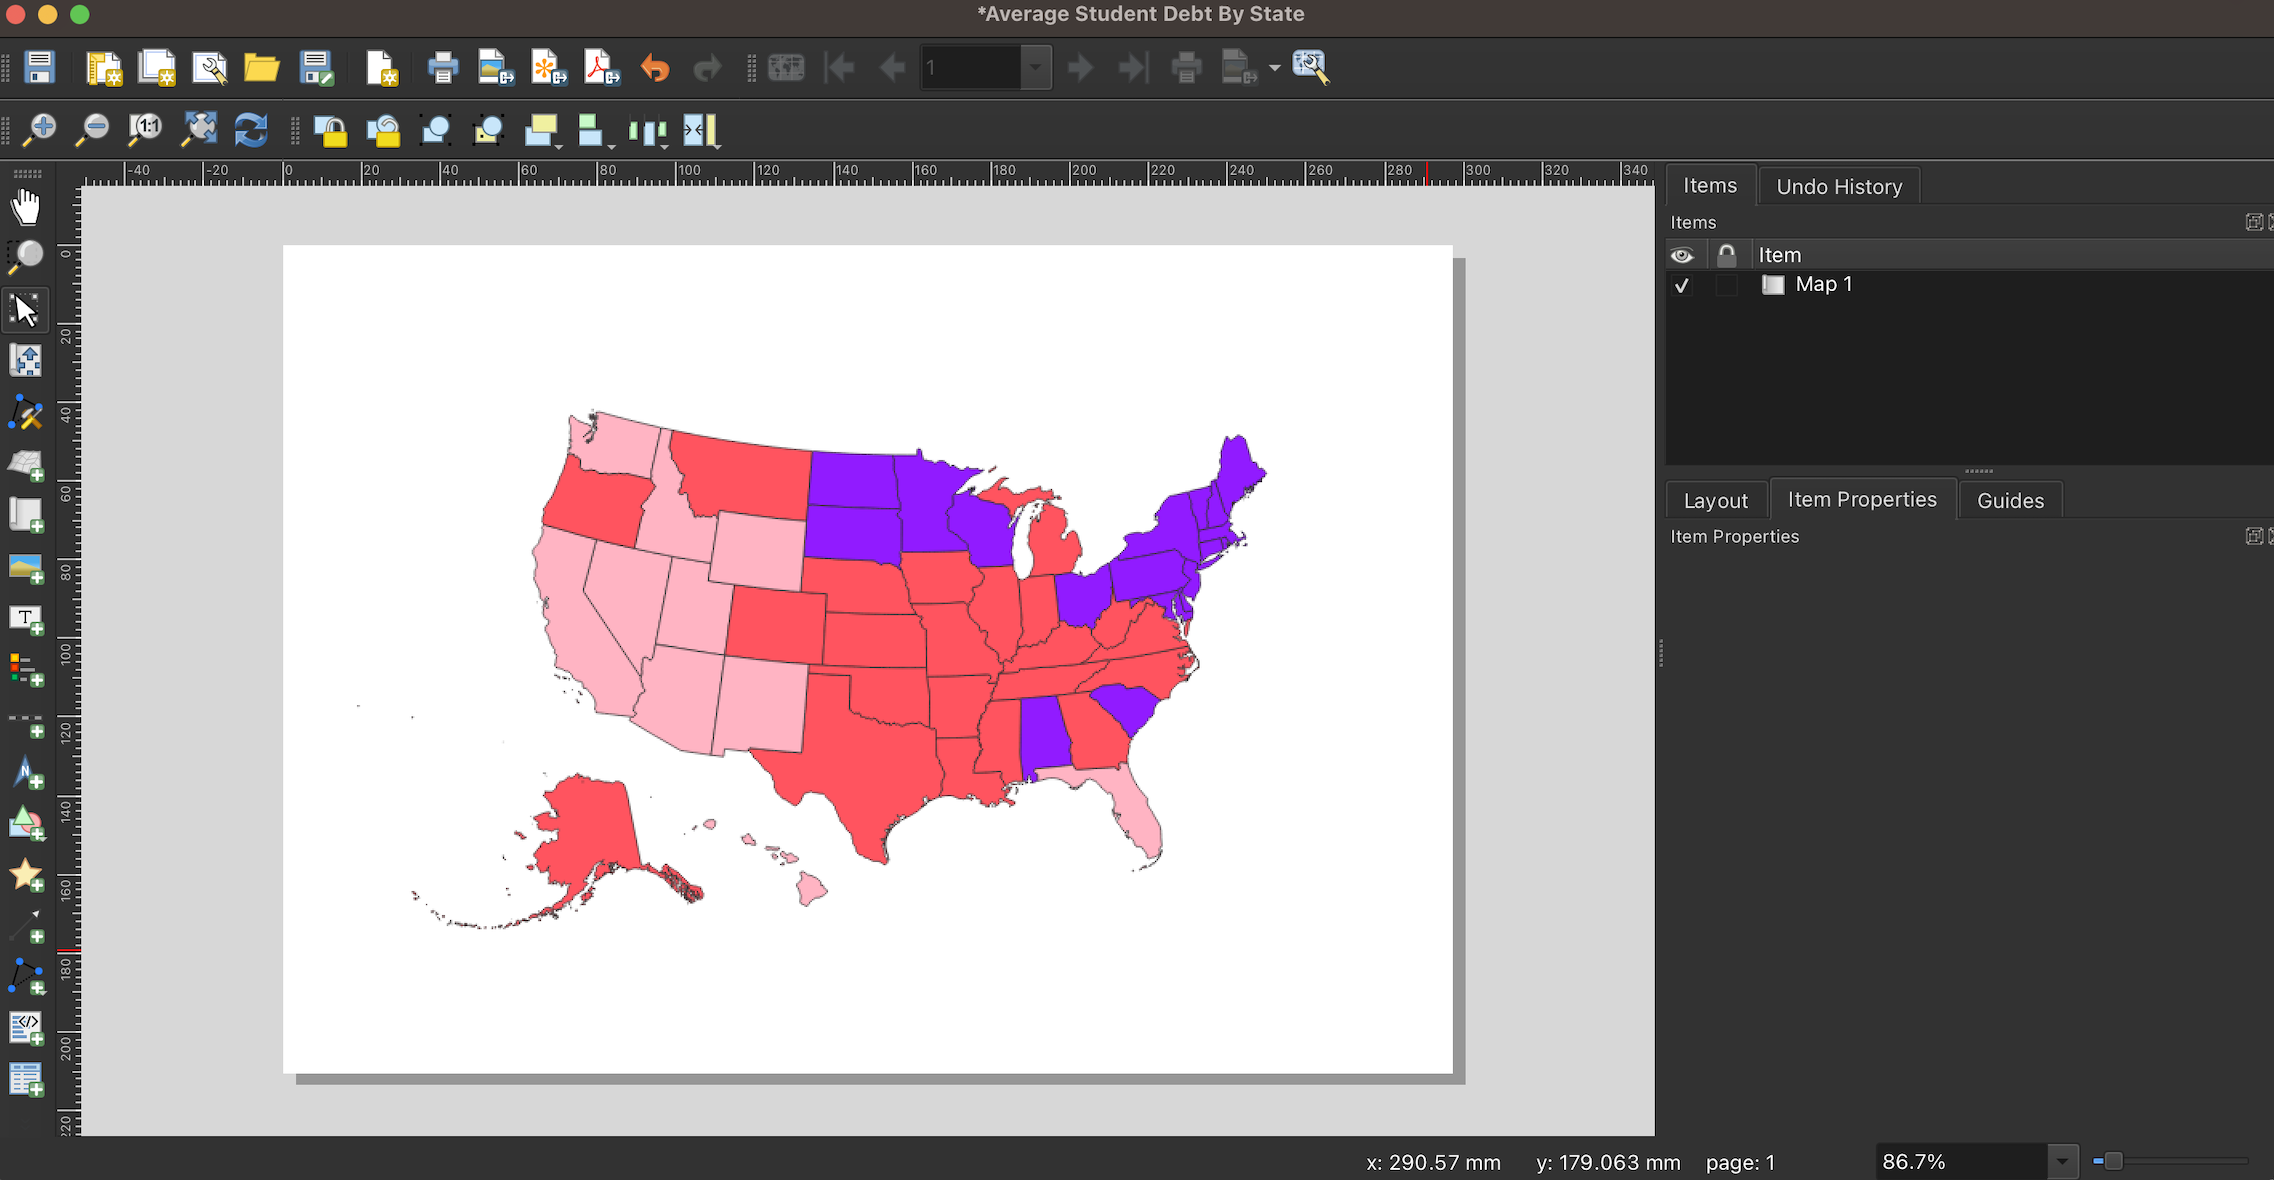 *Average Student Debt By State
1
1:1
-40 -20 0 20 40 60 80 100 120 140 160 180 200 220 240 260 280 300 320 340
Items Undo History
Items
Item
Map 1
Layout Item Properties Guides
Item Properties
0
20
40
60
80
100
120
140
160
180
200
220
T
N
</>
x: 290.57 mm y: 179.063 mm page: 1 86.7%